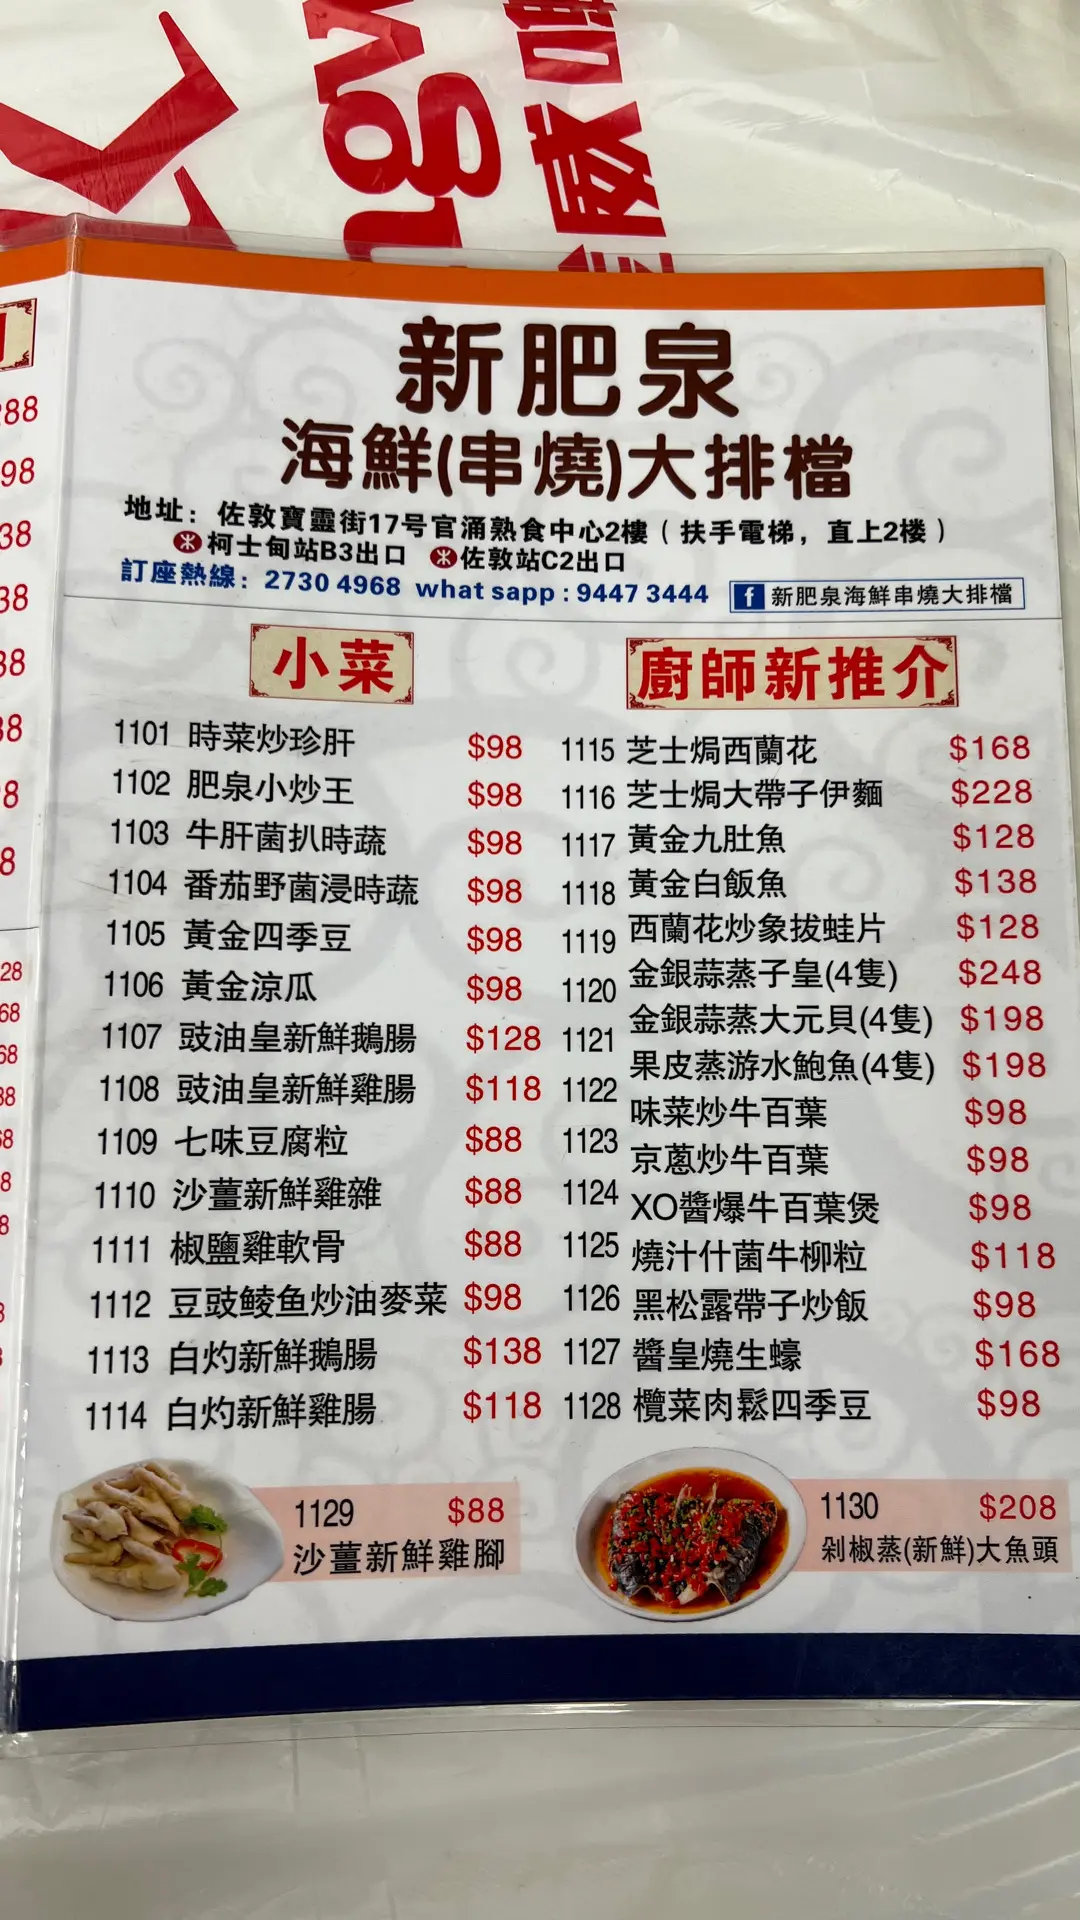 新肥泉
海鮮(串燒)大排檔
地址：佐敦寶靈街17号官涌熟食中心2樓（扶手電梯，直上2楼）
柯士甸站B3出口 佐敦站C2出口
訂座熱線：2730 4968 what sapp : 9447 3444 f 新肥泉海鮮串燒大排檔
小菜
1101 時菜炒珍肝 $98
1102 肥泉小炒王 $98
1103 牛肝菌扒時蔬 $98
1104 番茄野菌浸時蔬 $98
1105 黃金四季豆 $98
1106 黃金涼瓜 $98
1107 豉油皇新鮮鵝腸 $128
1108 豉油皇新鮮雞腸 $118
1109 七味豆腐粒 $88
1110 沙薑新鮮雞雜 $88
1111 椒鹽雞軟骨 $88
1112 豆豉鲮鱼炒油麥菜 $98
1113 白灼新鮮鵝腸 $138
1114 白灼新鮮雞腸 $118
廚師新推介
1115 芝士焗西蘭花 $168
1116 芝士焗大帶子伊麵 $228
1117 黃金九肚魚 $128
1118 黃金白飯魚 $138
1119 西蘭花炒象拔蛙片 $128
1120 金銀蒜蒸子皇(4隻) $248
1121 金銀蒜蒸大元貝(4隻) $198
1122 果皮蒸游水鮑魚(4隻) $198
1123 味菜炒牛百葉 $98
1124 京蔥炒牛百葉 $98
1125 XO醬爆牛百葉煲 $98
1126 燒汁什菌牛柳粒 $118
1127 黑松露帶子炒飯 $98
1128 醬皇燒生蠔 $168
欖菜肉鬆四季豆 $98
1129 $88
沙薑新鮮雞腳
1130 $208
剁椒蒸(新鮮)大魚頭